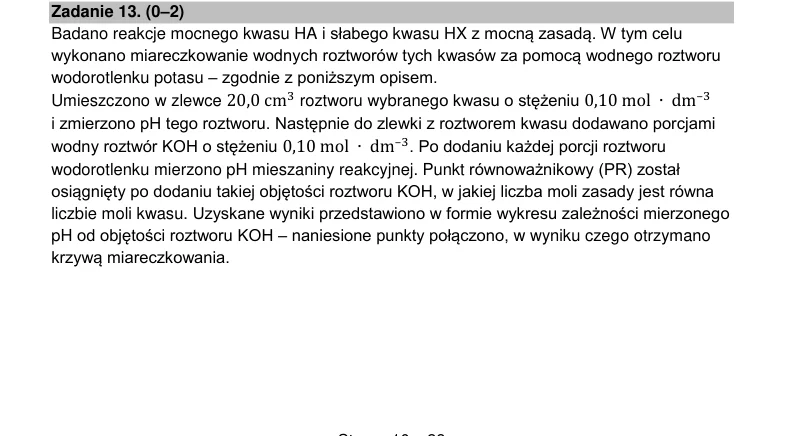 Zadanie 13. (0–2)
Badano reakcje mocnego kwasu HA i słabego kwasu HX z mocną zasadą. W tym celu
wykonano miareczkowanie wodnych roztworów tych kwasów za pomocą wodnego roztworu
wodorotlenku potasu – zgodnie z poniższym opisem.
Umieszczono w zlewce 20,0 cm³ roztworu wybranego kwasu o stężeniu 0,10 mol · dm⁻³
i zmierzono pH tego roztworu. Następnie do zlewki z roztworem kwasu dodawano porcjami
wodny roztwór KOH o stężeniu 0,10 mol · dm⁻³. Po dodaniu każdej porcji roztworu
wodorotlenku mierzono pH mieszaniny reakcyjnej. Punkt równoważnikowy (PR) został
osiągnięty po dodaniu takiej objętości roztworu KOH, w jakiej liczba moli zasady jest równa
liczbie moli kwasu. Uzyskane wyniki przedstawiono w formie wykresu zależności mierzonego
pH od objętości roztworu KOH – naniesione punkty połączono, w wyniku czego otrzymano
krzywą miareczkowania.